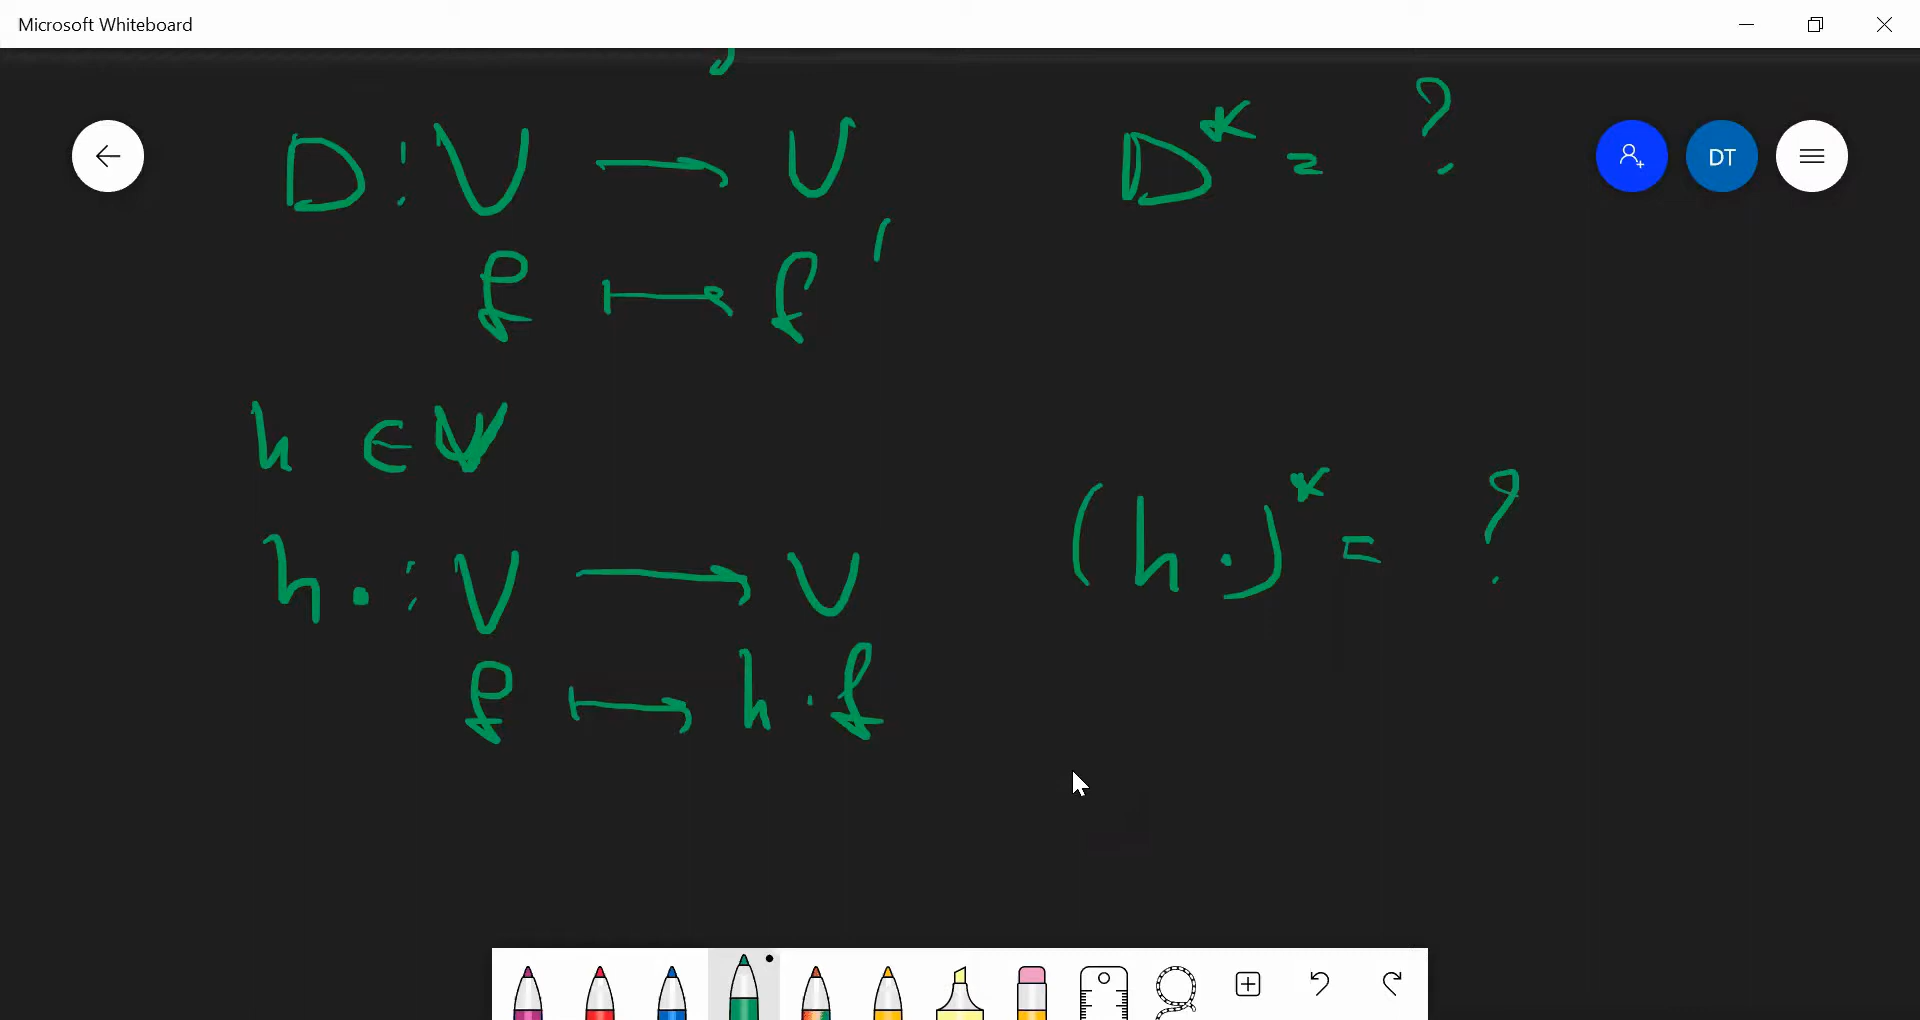 Microsoft Whiteboard
D : V → V
D* = ?
DT
f ↦ f'
h ∈ V
h· : V → V
(h·)* = ?
f ↦ h·f